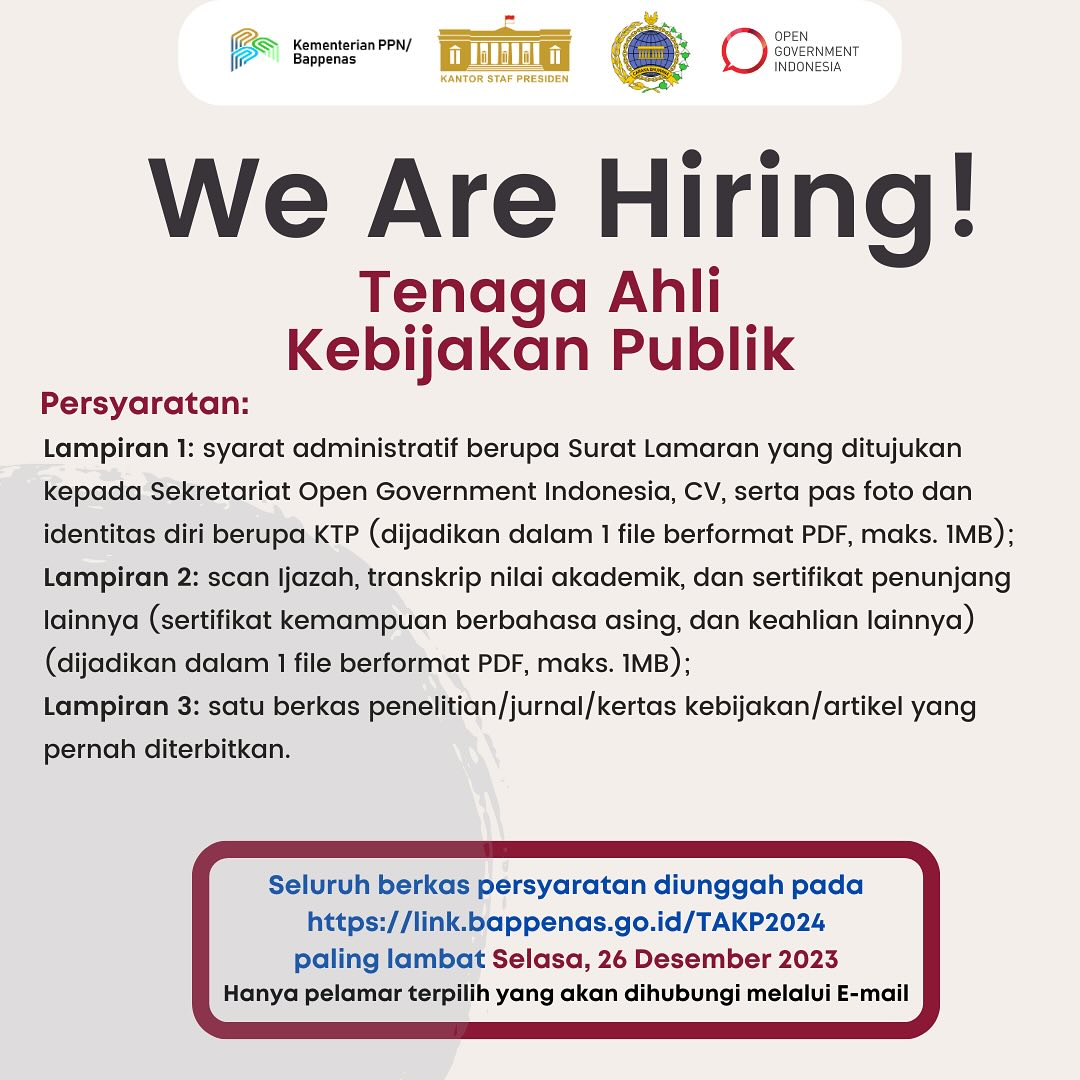 Kementerian PPN/
Bappenas
KANTOR STAF PRESIDEN
OPEN
GOVERNMENT
INDONESIA
We Are Hiring!
Tenaga Ahli
Kebijakan Publik
Persyaratan:
Lampiran 1: syarat administratif berupa Surat Lamaran yang ditujukan
kepada Sekretariat Open Government Indonesia, CV, serta pas foto dan
identitas diri berupa KTP (dijadikan dalam 1 file berformat PDF, maks. 1MB);
Lampiran 2: scan Ijazah, transkrip nilai akademik, dan sertifikat penunjang
lainnya (sertifikat kemampuan berbahasa asing, dan keahlian lainnya)
(dijadikan dalam 1 file berformat PDF, maks. 1MB);
Lampiran 3: satu berkas penelitian/jurnal/kertas kebijakan/artikel yang
pernah diterbitkan.
Seluruh berkas persyaratan diunggah pada
https://link.bappenas.go.id/TAKP2024
paling lambat Selasa, 26 Desember 2023
Hanya pelamar terpilih yang akan dihubungi melalui E-mail